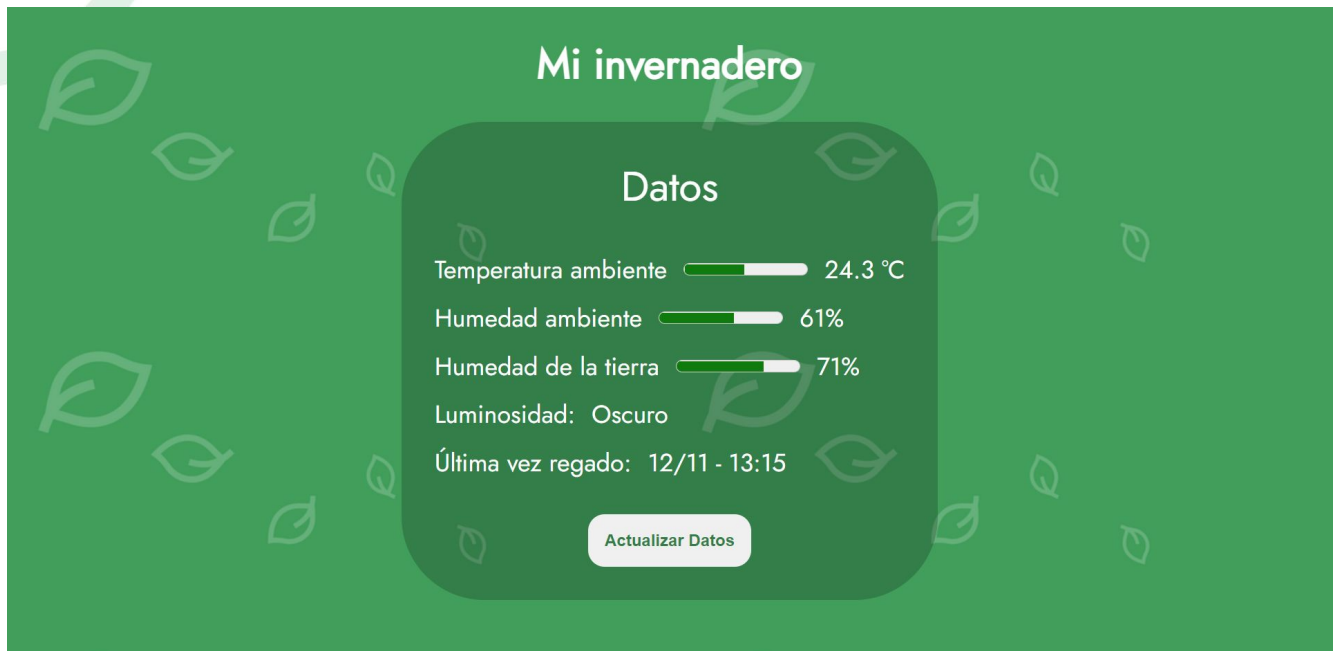 Mi invernadero
Datos
Temperatura ambiente 24.3 °C
Humedad ambiente 61%
Humedad de la tierra 71%
Luminosidad: Oscuro
Última vez regado: 12/11 - 13:15
Actualizar Datos